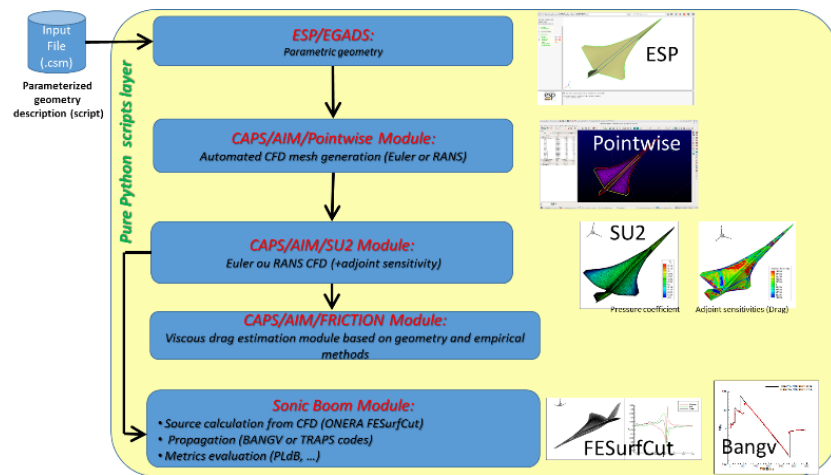 Input
File
(.csm)
Parameterized
geometry
description (script)
Pure Python scripts layer
ESP/EGADS:
Parametric geometry
ESP
CAPS/AIM/Pointwise Module:
Automated CFD mesh generation (Euler or RANS)
Pointwise
CAPS/AIM/SU2 Module:
Euler ou RANS CFD (+adjoint sensitivity)
SU2
Pressure coefficient
Adjoint sensitivities (Drag)
CAPS/AIM/FRICTION Module:
Viscous drag estimation module based on geometry and empirical
methods
Sonic Boom Module:
• Source calculation from CFD (ONERA FESurfCut)
• Propagation (BANGV or TRAPS codes)
• Metrics evaluation (PLdB, ...)
FESurfCut
Bangv